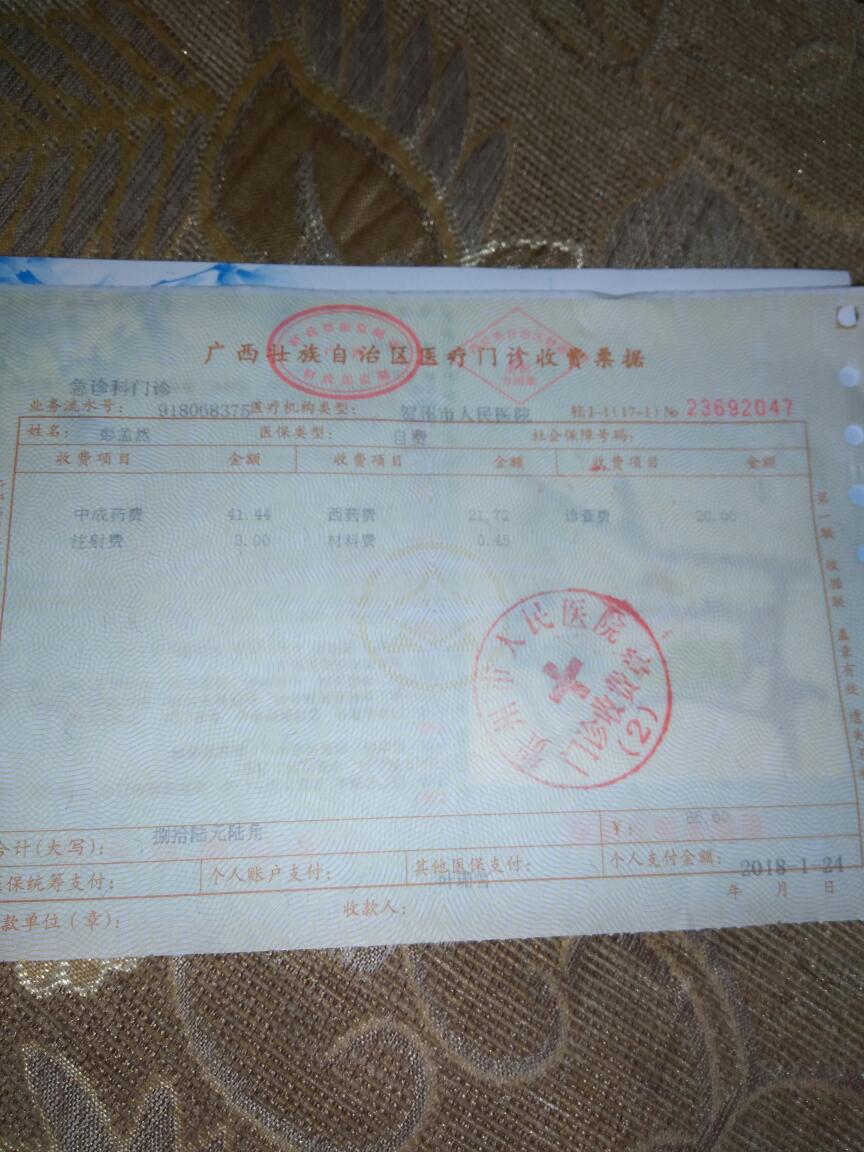 广西壮族自治区医疗门诊收费票据
急诊科门诊
业务流水号: 918068375 医疗机构类型: 贺州市人民医院 桂J-1(17-1) № 23692047
姓名: 彭孟然 医保类型: 自费 社会保障号码:
收费项目 金额 收费项目 金额 收费项目 金额
中成药费 41.44 西药费 21.72 20.00
注射费 3.00 材料费 0.45
贺州市人民医院
门诊收费章
(2)
第一联 收据联 盖章有效
合计(大写): 捌拾陆元陆角 ¥: 86.60
医保统筹支付: 个人账户支付: 其他医保支付: 个人支付金额:
2018-1-24
年 月 日
款单位(章): 收款人: